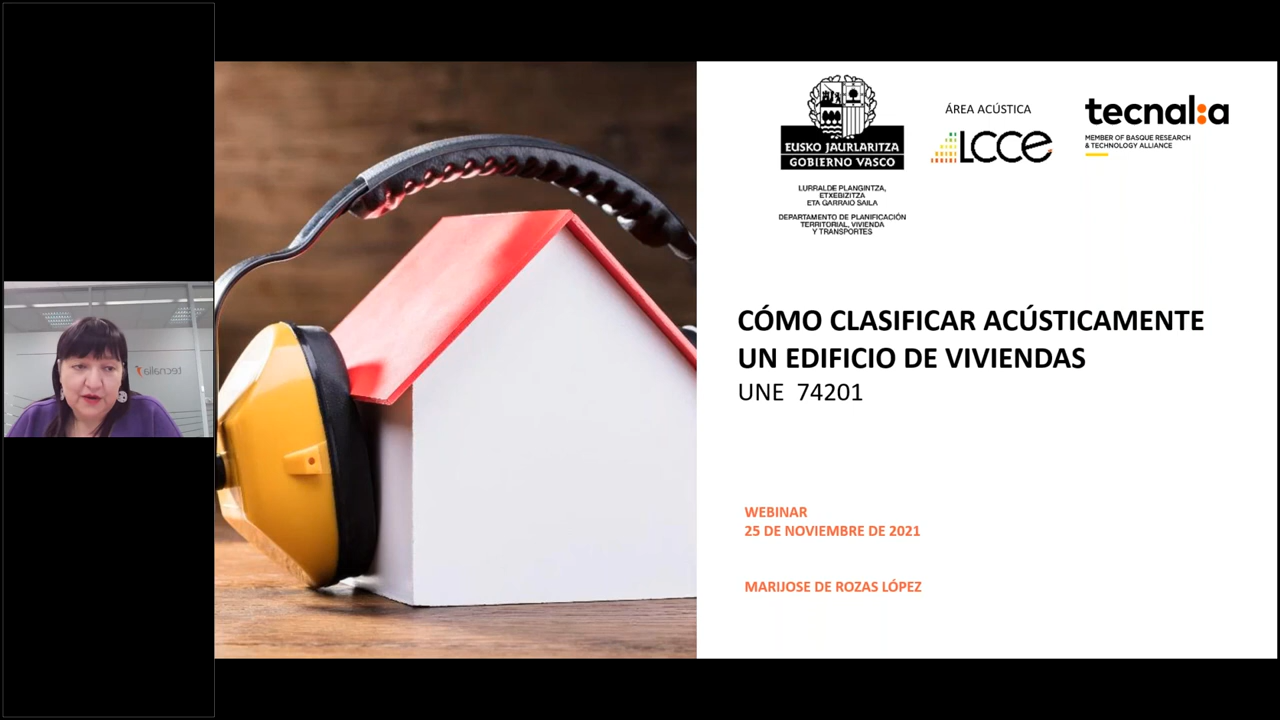 EUSKO JAURLARITZA
GOBIERNO VASCO
LURRALDE PLANGINTZA,
ETXEBIZITZA
ETA GARRAIO SAILA
DEPARTAMENTO DE PLANIFICACIÓN
TERRITORIAL, VIVIENDA
Y TRANSPORTES
ÁREA ACÚSTICA
LCCE
tecnalia
MEMBER OF BASQUE RESEARCH
& TECHNOLOGY ALLIANCE
CÓMO CLASIFICAR ACÚSTICAMENTE
UN EDIFICIO DE VIVIENDAS
UNE 74201
WEBINAR
25 DE NOVIEMBRE DE 2021
MARIJOSE DE ROZAS LÓPEZ
tecnalia